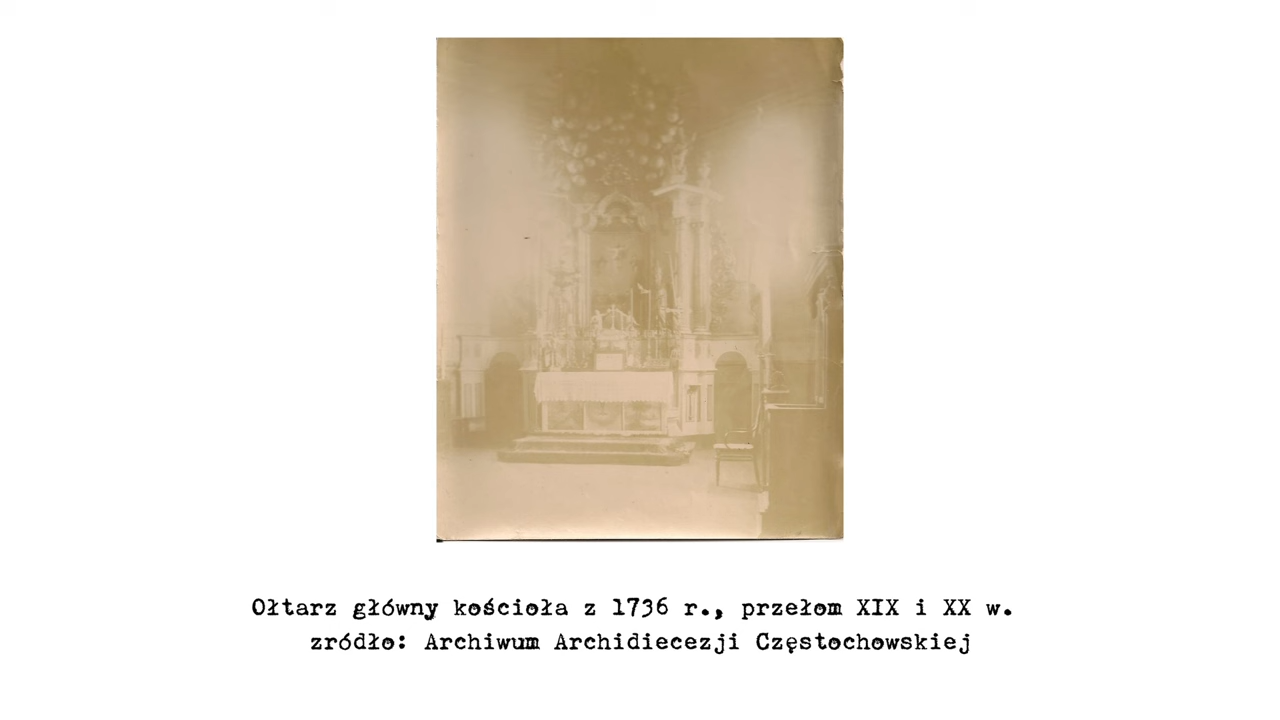 Ołtarz główny kościoła z 1736 r., przełom XIX i XX w.
zródło: Archiwum Archidiecezji Częstochowskiej